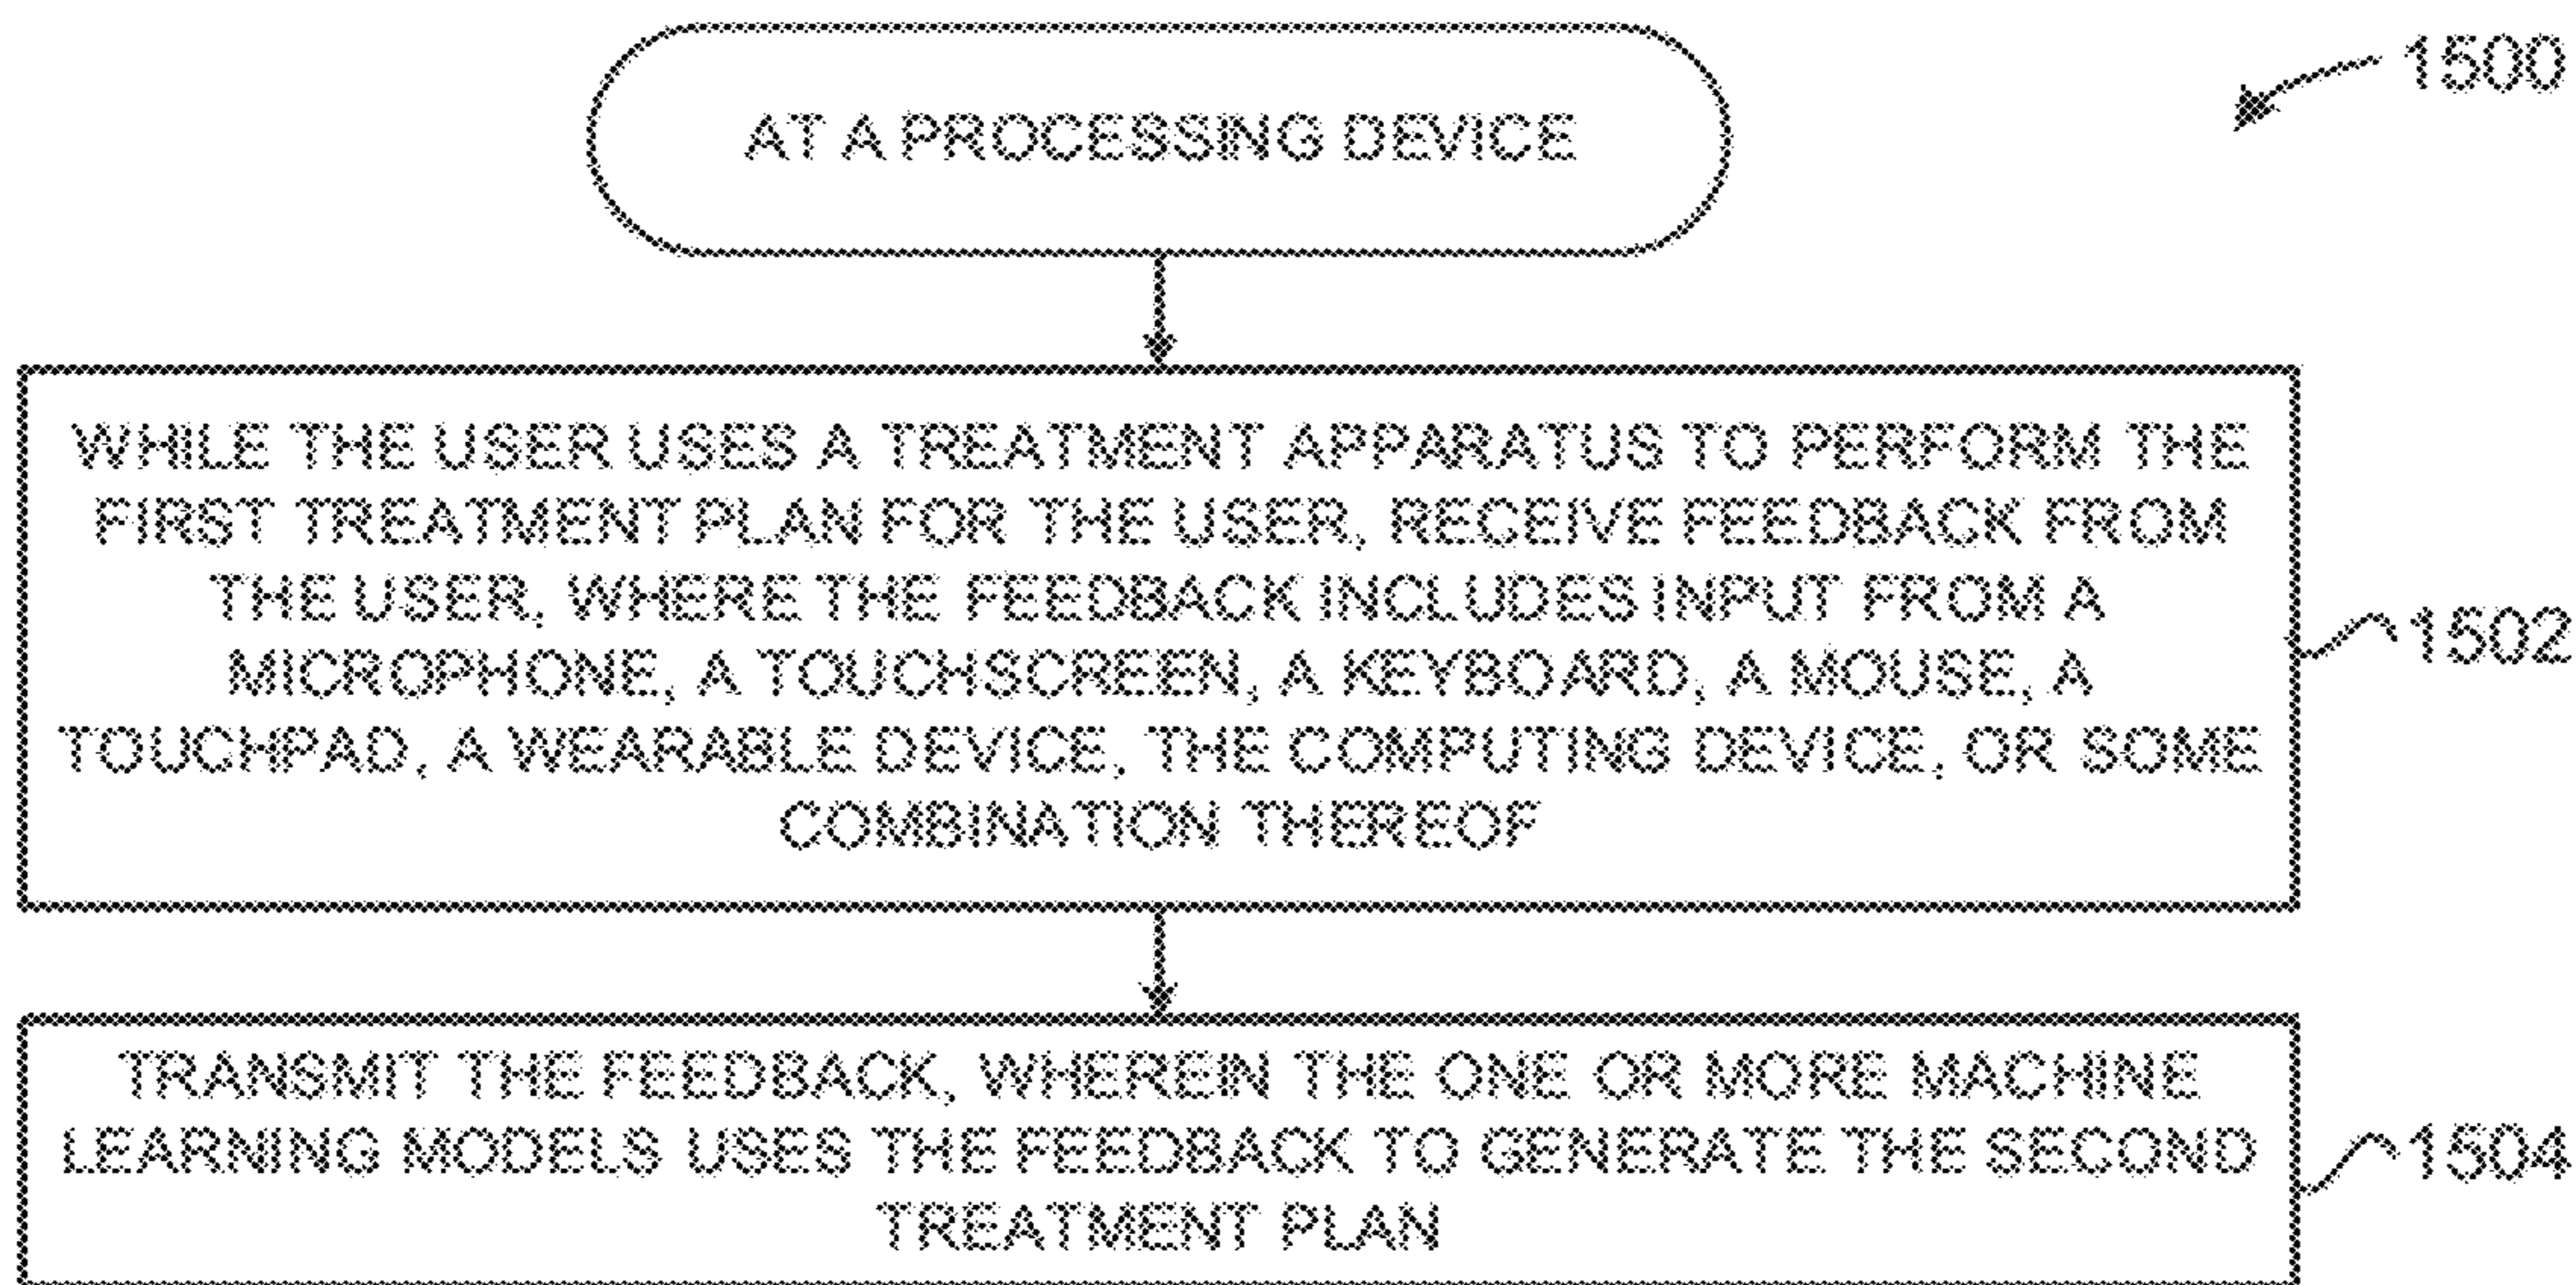 1500
AT A PROCESSING DEVICE
WHILE THE USER USES A TREATMENT APPARATUS TO PERFORM THE
FIRST TREATMENT PLAN FOR THE USER, RECEIVE FEEDBACK FROM
THE USER, WHERE THE FEEDBACK INCLUDES INPUT FROM A
MICROPHONE, A TOUCHSCREEN, A KEYBOARD, A MOUSE, A
TOUCHPAD, A WEARABLE DEVICE, THE COMPUTING DEVICE, OR SOME
COMBINATION THEREOF
1502
TRANSMIT THE FEEDBACK, WHEREIN THE ONE OR MORE MACHINE
LEARNING MODELS USES THE FEEDBACK TO GENERATE THE SECOND
TREATMENT PLAN
1504